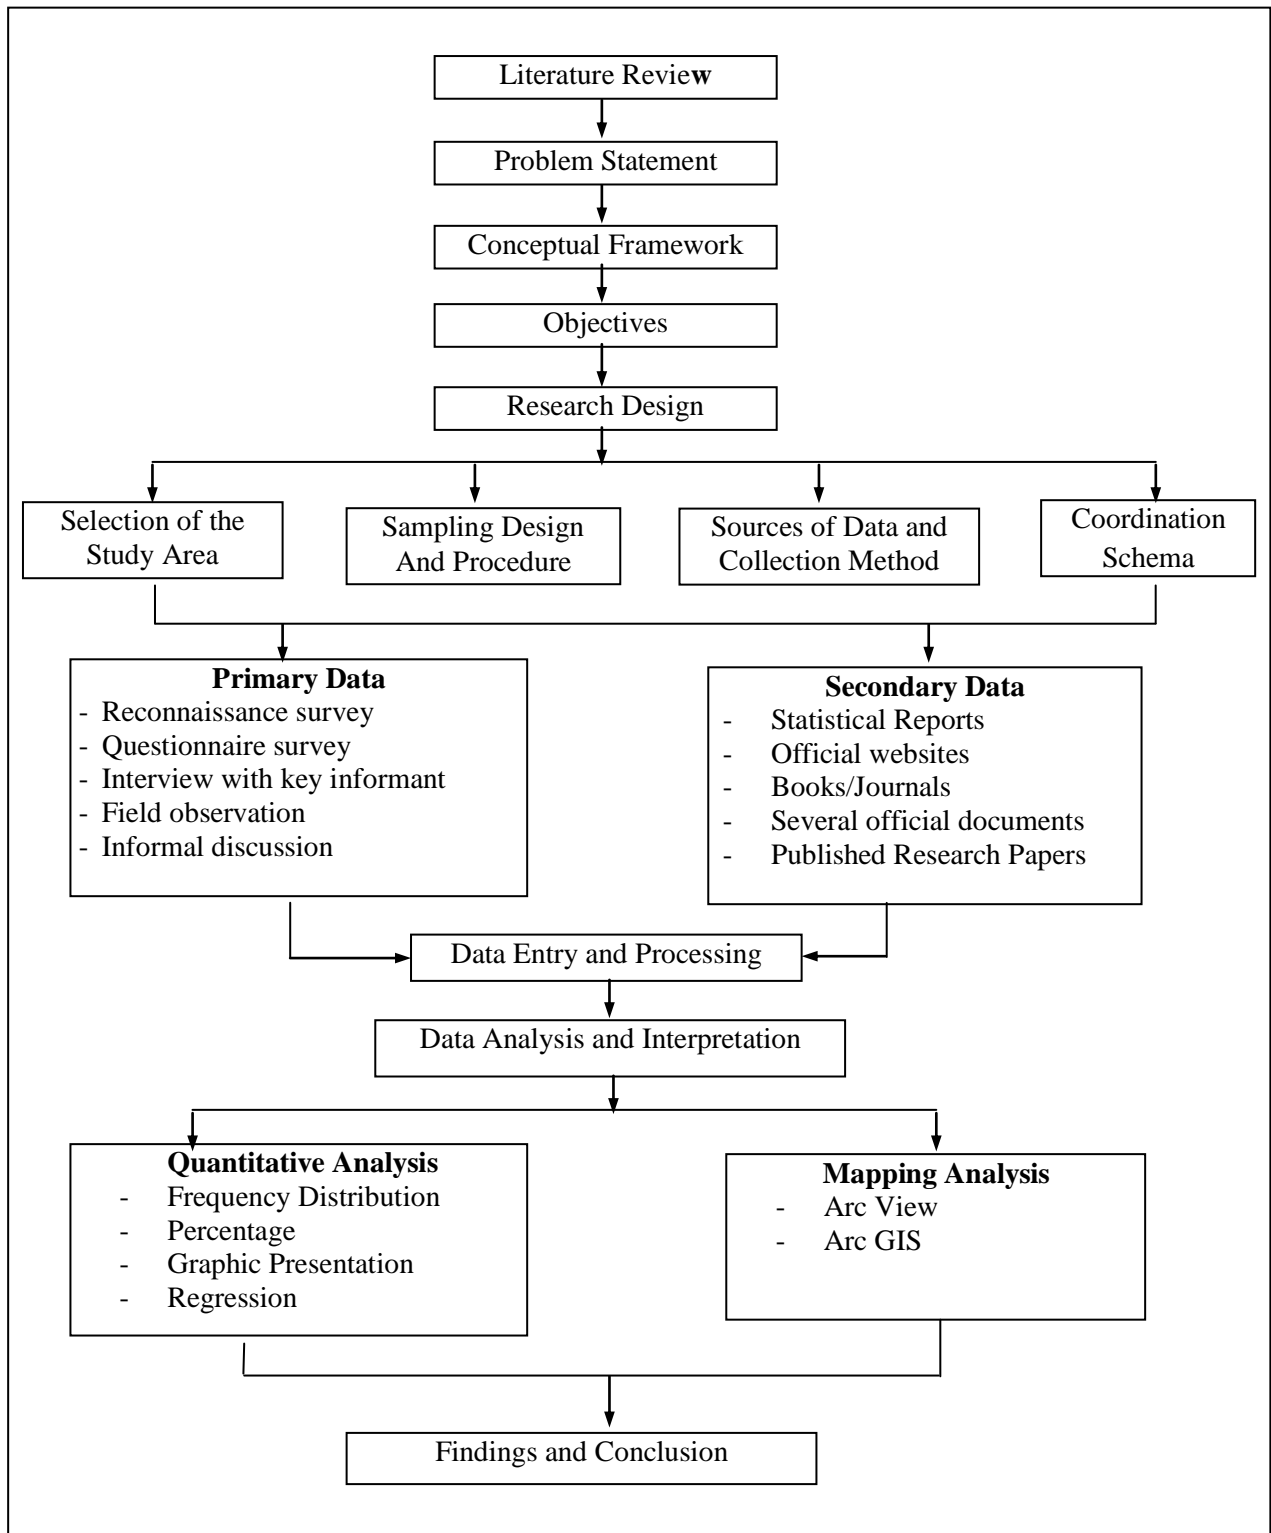 Literature Review
Problem Statement
Conceptual Framework
Objectives
Research Design
Selection of the
Study Area
Sampling Design
And Procedure
Sources of Data and
Collection Method
Coordination
Schema
Primary Data
- Reconnaissance survey
- Questionnaire survey
- Interview with key informant
- Field observation
- Informal discussion
Secondary Data
- Statistical Reports
- Official websites
- Books/Journals
- Several official documents
- Published Research Papers
Data Entry and Processing
Data Analysis and Interpretation
Quantitative Analysis
- Frequency Distribution
- Percentage
- Graphic Presentation
- Regression
Mapping Analysis
- Arc View
- Arc GIS
Findings and Conclusion